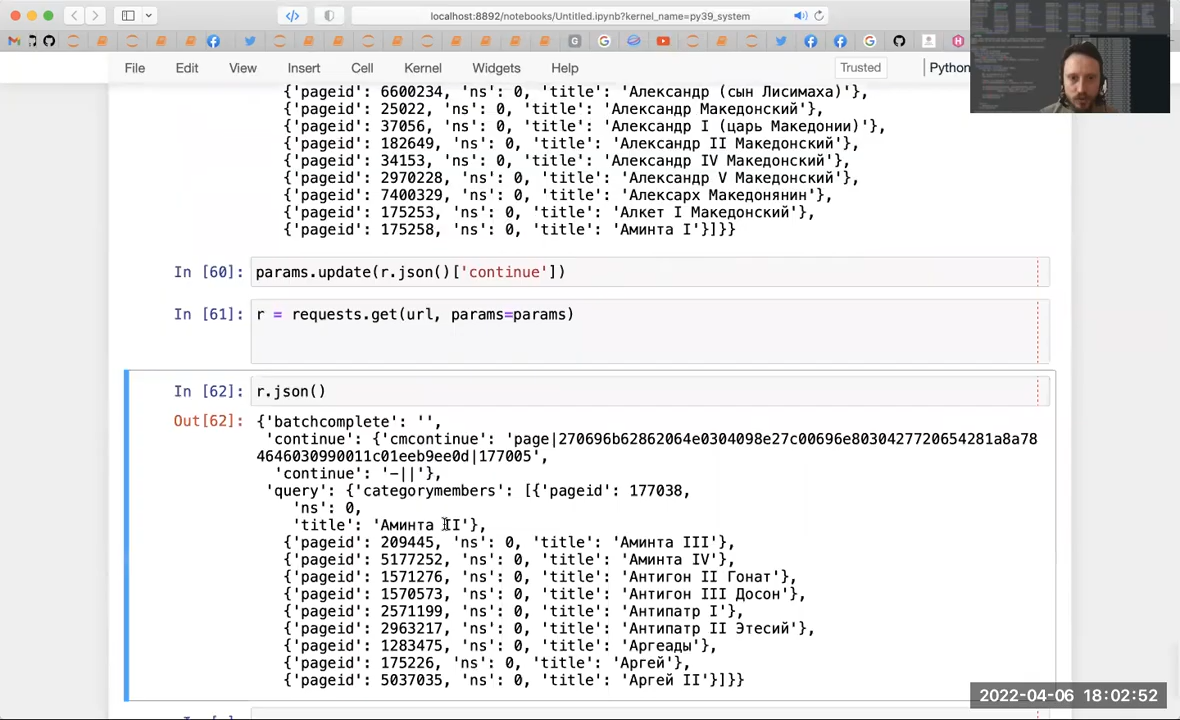 localhost:8892/notebooks/Untitled.ipynb?kernel_name=py39_system
File Edit View Insert Cell Kernel Widgets Help Trusted Python
{'pageid': 6600234, 'ns': 0, 'title': 'Александр (сын Лисимаха)'},
{'pageid': 25022, 'ns': 0, 'title': 'Александр Македонский'},
{'pageid': 37056, 'ns': 0, 'title': 'Александр I (царь Македонии)'},
{'pageid': 182649, 'ns': 0, 'title': 'Александр II Македонский'},
{'pageid': 34153, 'ns': 0, 'title': 'Александр IV Македонский'},
{'pageid': 2970228, 'ns': 0, 'title': 'Александр V Македонский'},
{'pageid': 7400329, 'ns': 0, 'title': 'Алексарх Македонянин'},
{'pageid': 175253, 'ns': 0, 'title': 'Алкет I Македонский'},
{'pageid': 175258, 'ns': 0, 'title': 'Аминта I'}]}}
In [60]: params.update(r.json()['continue'])
In [61]: r = requests.get(url, params=params)
In [62]: r.json()
Out[62]: {'batchcomplete': '',
'continue': {'cmcontinue': 'page|270696b62862064e0304098e27c00696e8030427720654281a8a78
4646030990011c01eeb9ee0d|177005',
'continue': '-||'},
'query': {'categorymembers': [{'pageid': 177038,
'ns': 0,
'title': 'Аминта II'},
{'pageid': 209445, 'ns': 0, 'title': 'Аминта III'},
{'pageid': 5177252, 'ns': 0, 'title': 'Аминта IV'},
{'pageid': 1571276, 'ns': 0, 'title': 'Антигон II Гонат'},
{'pageid': 1570573, 'ns': 0, 'title': 'Антигон III Досон'},
{'pageid': 2571199, 'ns': 0, 'title': 'Антипатр I'},
{'pageid': 2963217, 'ns': 0, 'title': 'Антипатр II Этесий'},
{'pageid': 1283475, 'ns': 0, 'title': 'Аргеады'},
{'pageid': 175226, 'ns': 0, 'title': 'Аргей'},
{'pageid': 5037035, 'ns': 0, 'title': 'Аргей II'}]}}
2022-04-06 18:02:52